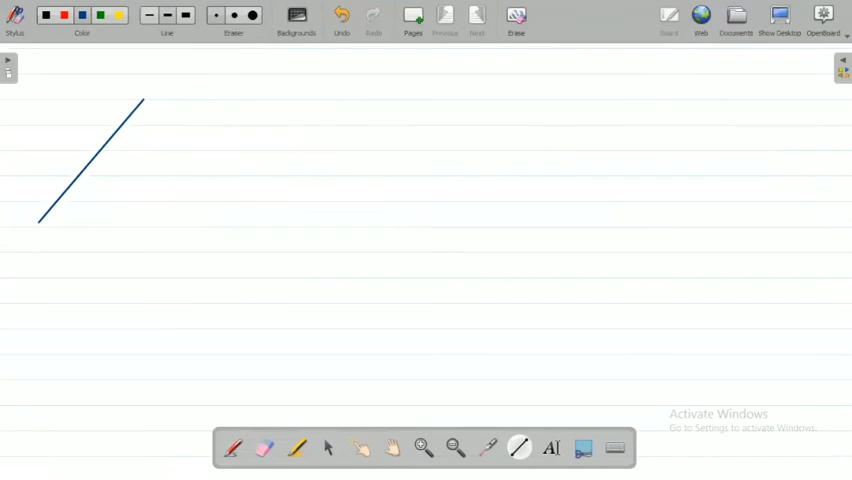 Stylus
Color
Line
Eraser
Backgrounds
Undo
Redo
Pages
Previous
Next
Erase
Board
Web
Documents
Show Desktop
OpenBoard
Activate Windows
Go to Settings to activate Windows.
A